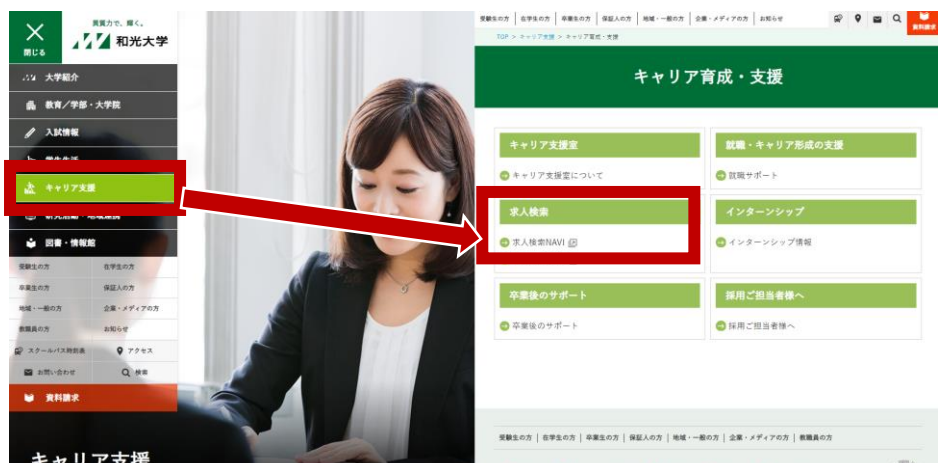 閉じる
異質力で、輝く。
和光大学
大学紹介
教育／学部・大学院
入試情報
学生生活
キャリア支援
研究活動・地域連携
図書・情報館
受験生の方
在学生の方
卒業生の方
保証人の方
地域・一般の方
企業・メディアの方
教職員の方
お知らせ
スクールバス時刻表
アクセス
お問い合わせ
検索
資料請求
キャリア支援
受験生の方 | 在学生の方 | 卒業生の方 | 保証人の方 | 地域・一般の方 | 企業・メディアの方 | お知らせ
資料請求
TOP > キャリア支援 > キャリア育成・支援
キャリア育成・支援
キャリア支援室
キャリア支援室について
就職・キャリア形成の支援
就職サポート
求人検索
求人検索NAVI
インターンシップ
インターンシップ情報
卒業後のサポート
卒業後のサポート
採用ご担当者様へ
採用ご担当者様へ
受験生の方 | 在学生の方 | 卒業生の方 | 保証人の方 | 地域・一般の方 | 企業・メディアの方 | 教職員の方